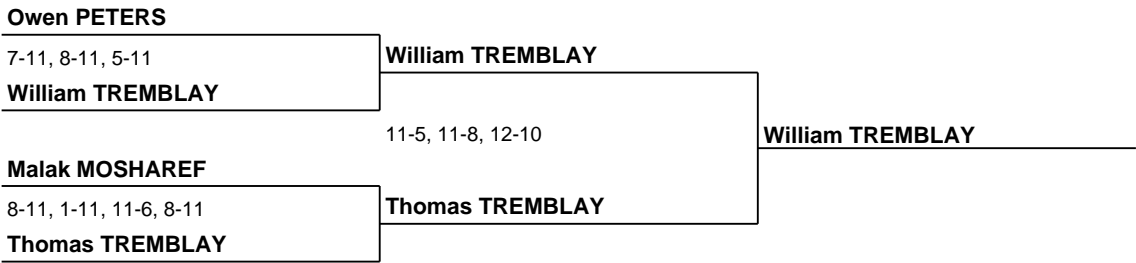 Owen PETERS
7-11, 8-11, 5-11
William TREMBLAY
William TREMBLAY
11-5, 11-8, 12-10
William TREMBLAY
Malak MOSHAREF
8-11, 1-11, 11-6, 8-11
Thomas TREMBLAY
Thomas TREMBLAY